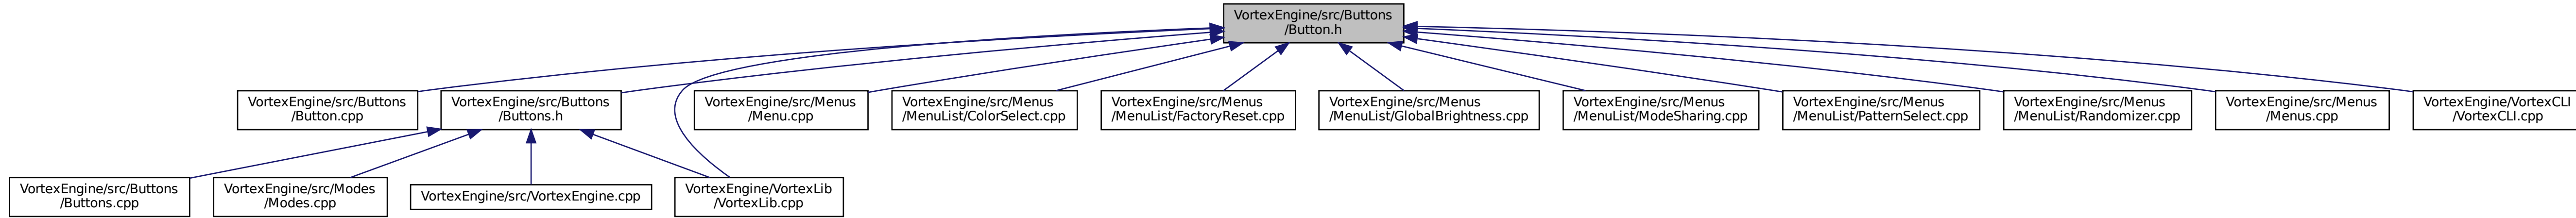 VortexEngine/src/Buttons
/Button.h
VortexEngine/src/Buttons
/Button.cpp
VortexEngine/src/Buttons
/Buttons.h
VortexEngine/src/Menus
/Menu.cpp
VortexEngine/src/Menus
/MenuList/ColorSelect.cpp
VortexEngine/src/Menus
/MenuList/FactoryReset.cpp
VortexEngine/src/Menus
/MenuList/GlobalBrightness.cpp
VortexEngine/src/Menus
/MenuList/ModeSharing.cpp
VortexEngine/src/Menus
/MenuList/PatternSelect.cpp
VortexEngine/src/Menus
/MenuList/Randomizer.cpp
VortexEngine/src/Menus
/Menus.cpp
VortexEngine/VortexCLI
/VortexCLI.cpp
VortexEngine/src/Buttons
/Buttons.cpp
VortexEngine/src/Modes
/Modes.cpp
VortexEngine/src/VortexEngine.cpp
VortexEngine/VortexLib
/VortexLib.cpp